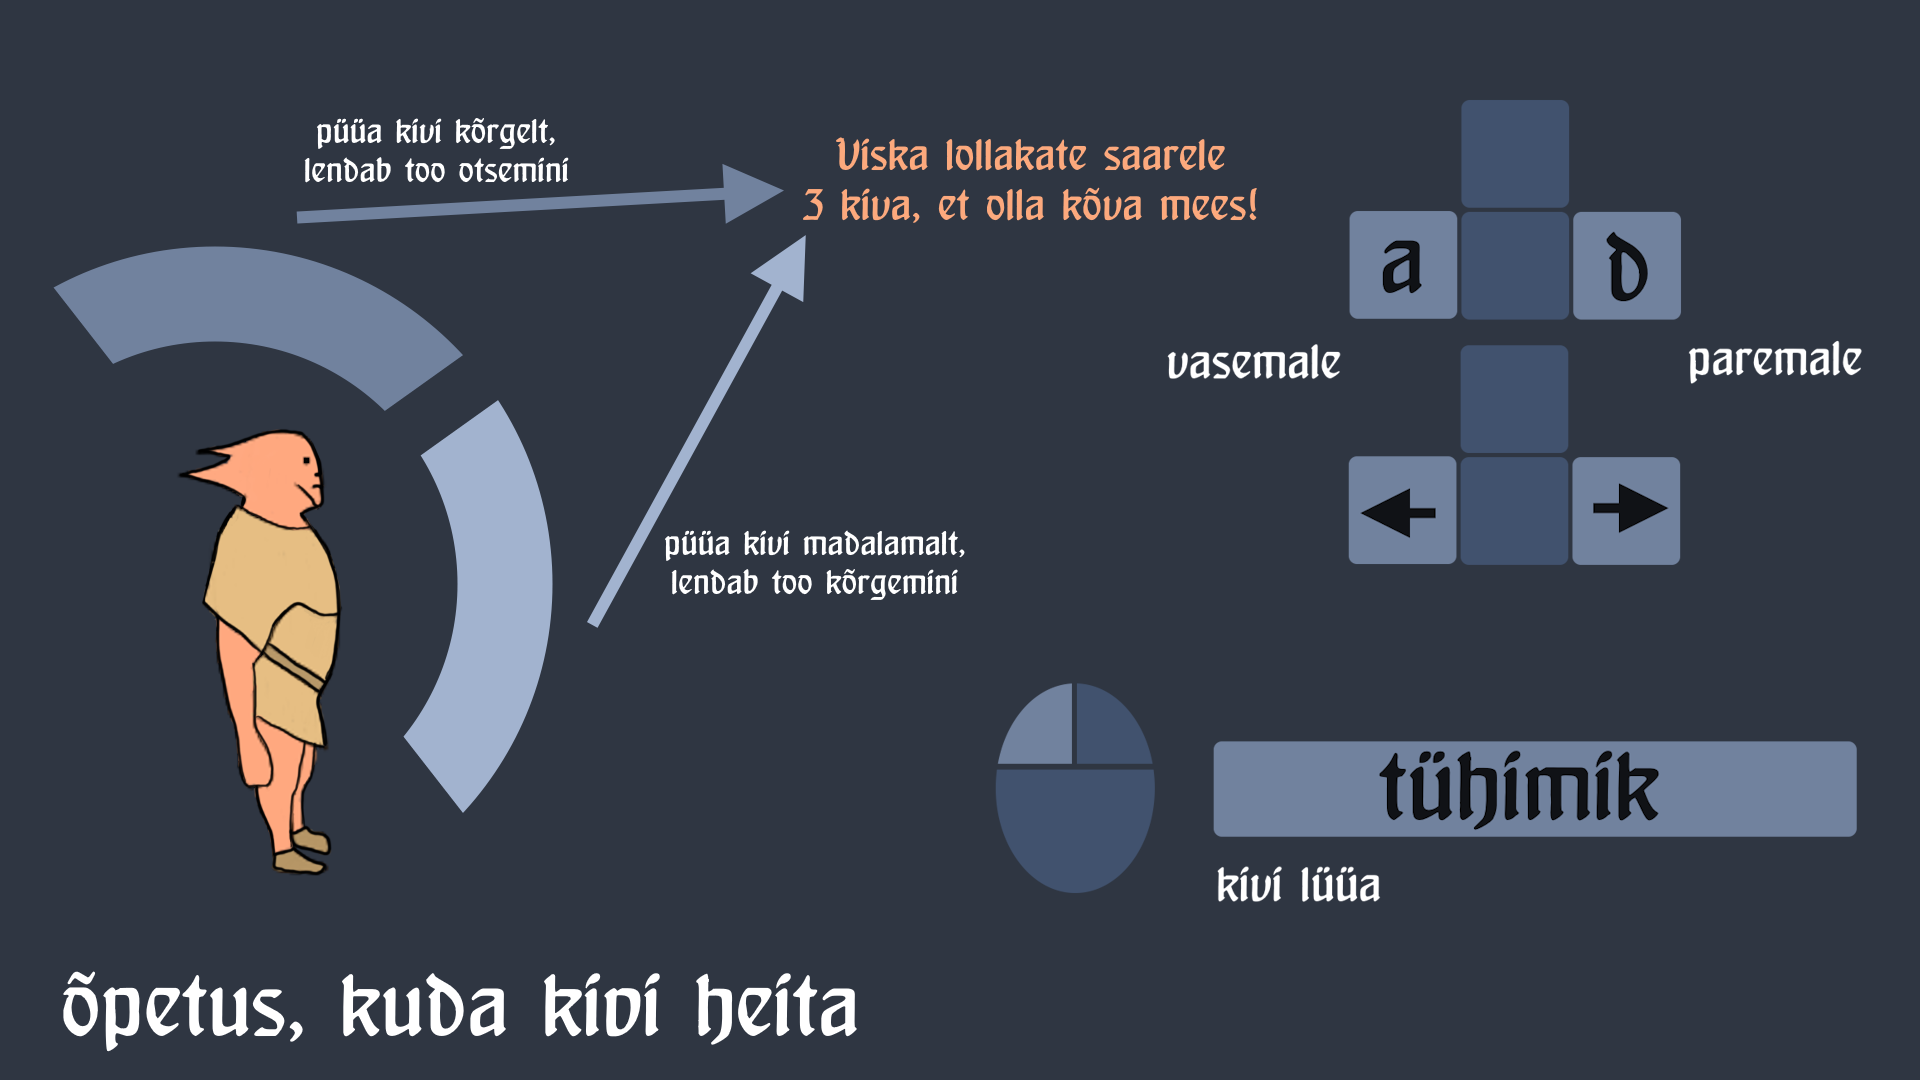 püüa kivi kõrgelt,
lendab too otsemini
Viska lollakate saarele
3 kiva, et olla kõva mees!
a
d
vasemale
paremale
püüa kivi madalamalt,
lendab too kõrgemini
tühimik
kivi lüüa
õpetus, kuda kivi heita